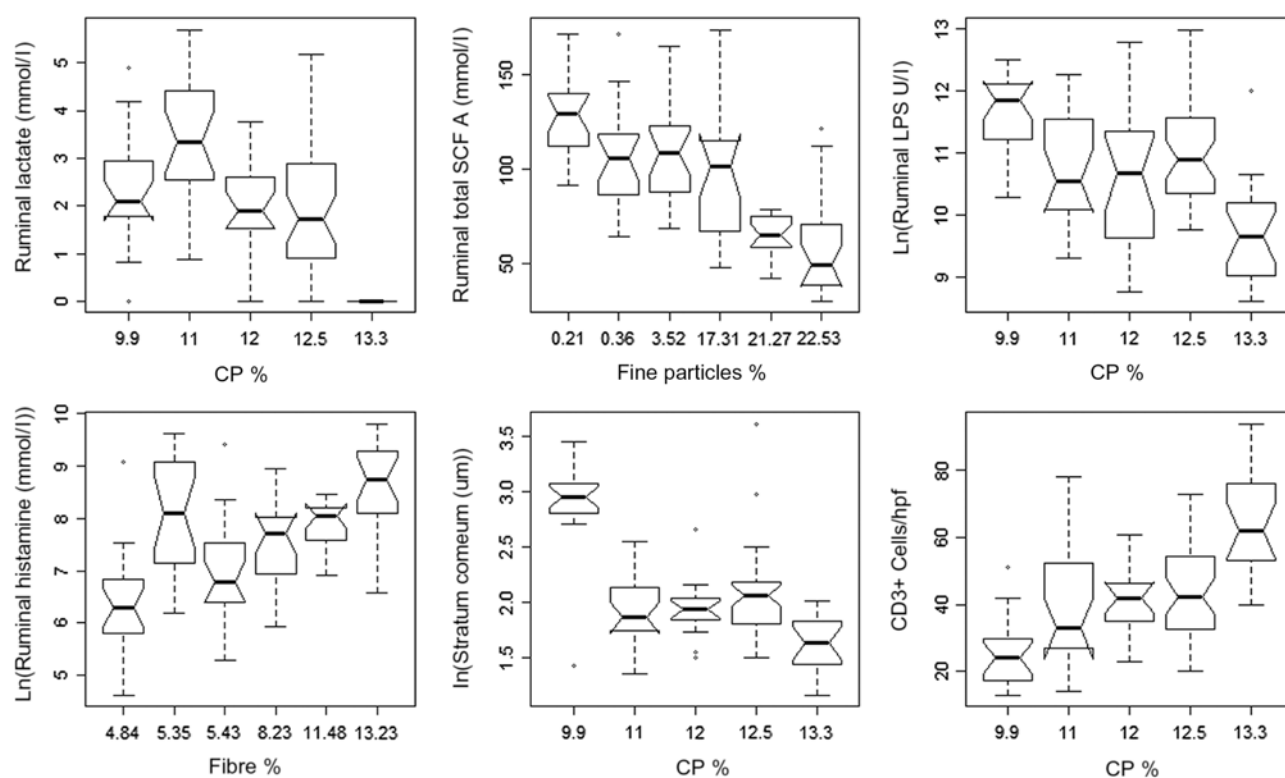 Ruminal lactate (mmol/l)
5
4
3
2
1
0
9.9 11 12 12.5 13.3
CP %
Ruminal total SCF A (mmol/l)
150
100
50
0.21 0.36 3.52 17.31 21.27 22.53
Fine particles %
Ln(Ruminal LPS U/l)
13
12
11
10
9
9.9 11 12 12.5 13.3
CP %
Ln(Ruminal histamine (mmol/l))
10
9
8
7
6
5
4.84 5.35 5.43 8.23 11.48 13.23
Fibre %
ln(Stratum corneum (um))
3.5
3.0
2.5
2.0
1.5
9.9 11 12 12.5 13.3
CP %
CD3+ Cells/hpf
80
60
40
20
9.9 11 12 12.5 13.3
CP %